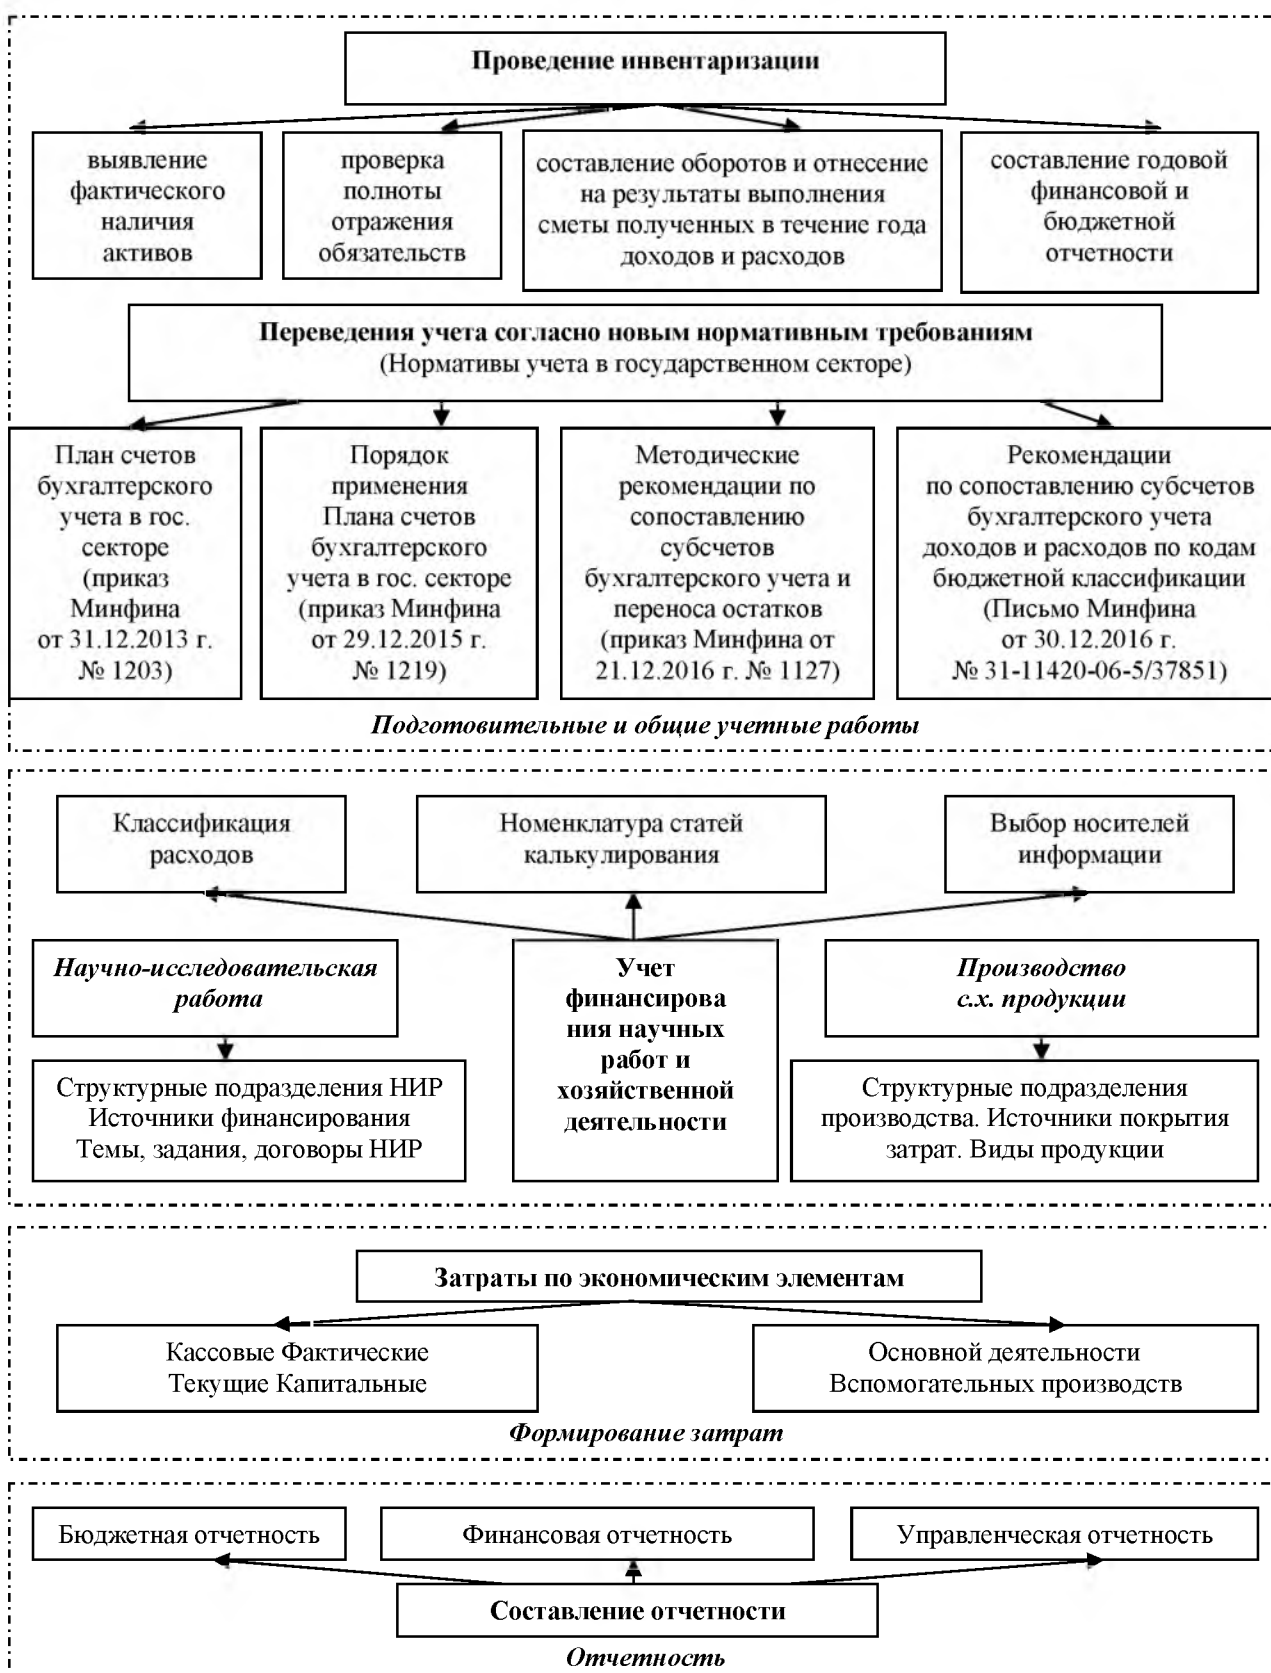 Проведение инвентаризации
выявление
фактического
наличия
активов
проверка
полноты
отражения
обязательств
составление оборотов и отнесение
на результаты выполнения
сметы полученных в течение года
доходов и расходов
составление годовой
финансовой и
бюджетной
отчетности
Переведения учета согласно новым нормативным требованиям
(Нормативы учета в государственном секторе)
План счетов
бухгалтерского
учета в гос.
секторе
(приказ
Минфина
от 31.12.2013 г.
№ 1203)
Порядок
применения
Плана счетов
бухгалтерского
учета в гос. секторе
(приказ Минфина
от 29.12.2015 г.
№ 1219)
Методические
рекомендации по
сопоставлению
субсчетов
бухгалтерского учета и
переноса остатков
(приказ Минфина от
21.12.2016 г. № 1127)
Рекомендации
по сопоставлению субсчетов
бухгалтерского учета
доходов и расходов по кодам
бюджетной классификации
(Письмо Минфина
от 30.12.2016 г.
№ 31-11420-06-5/37851)
Подготовительные и общие учетные работы
Классификация
расходов
Номенклатура статей
калькулирования
Выбор носителей
информации
Научно-исследовательская
работа
Учет
финансирова
ния научных
работ и
хозяйственной
деятельности
Производство
с.х. продукции
Структурные подразделения НИР
Источники финансирования
Темы, задания, договоры НИР
Структурные подразделения
производства. Источники покрытия
затрат. Виды продукции
Затраты по экономическим элементам
Кассовые Фактические
Текущие Капитальные
Основной деятельности
Вспомогательных производств
Формирование затрат
Бюджетная отчетность
Финансовая отчетность
Управленческая отчетность
Составление отчетности
Отчетность